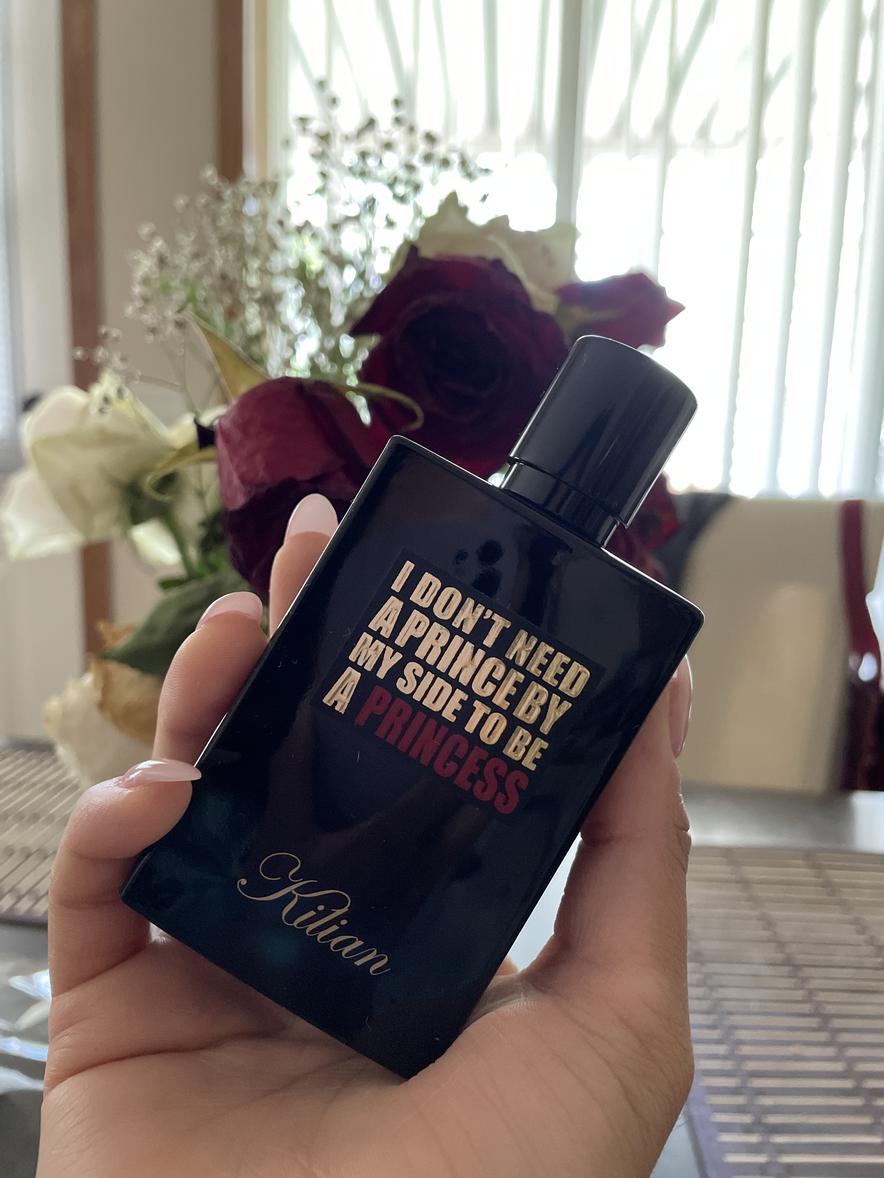 I DON'T NEED
A PRINCE BY
MY SIDE TO BE
A PRINCESS
Kilian